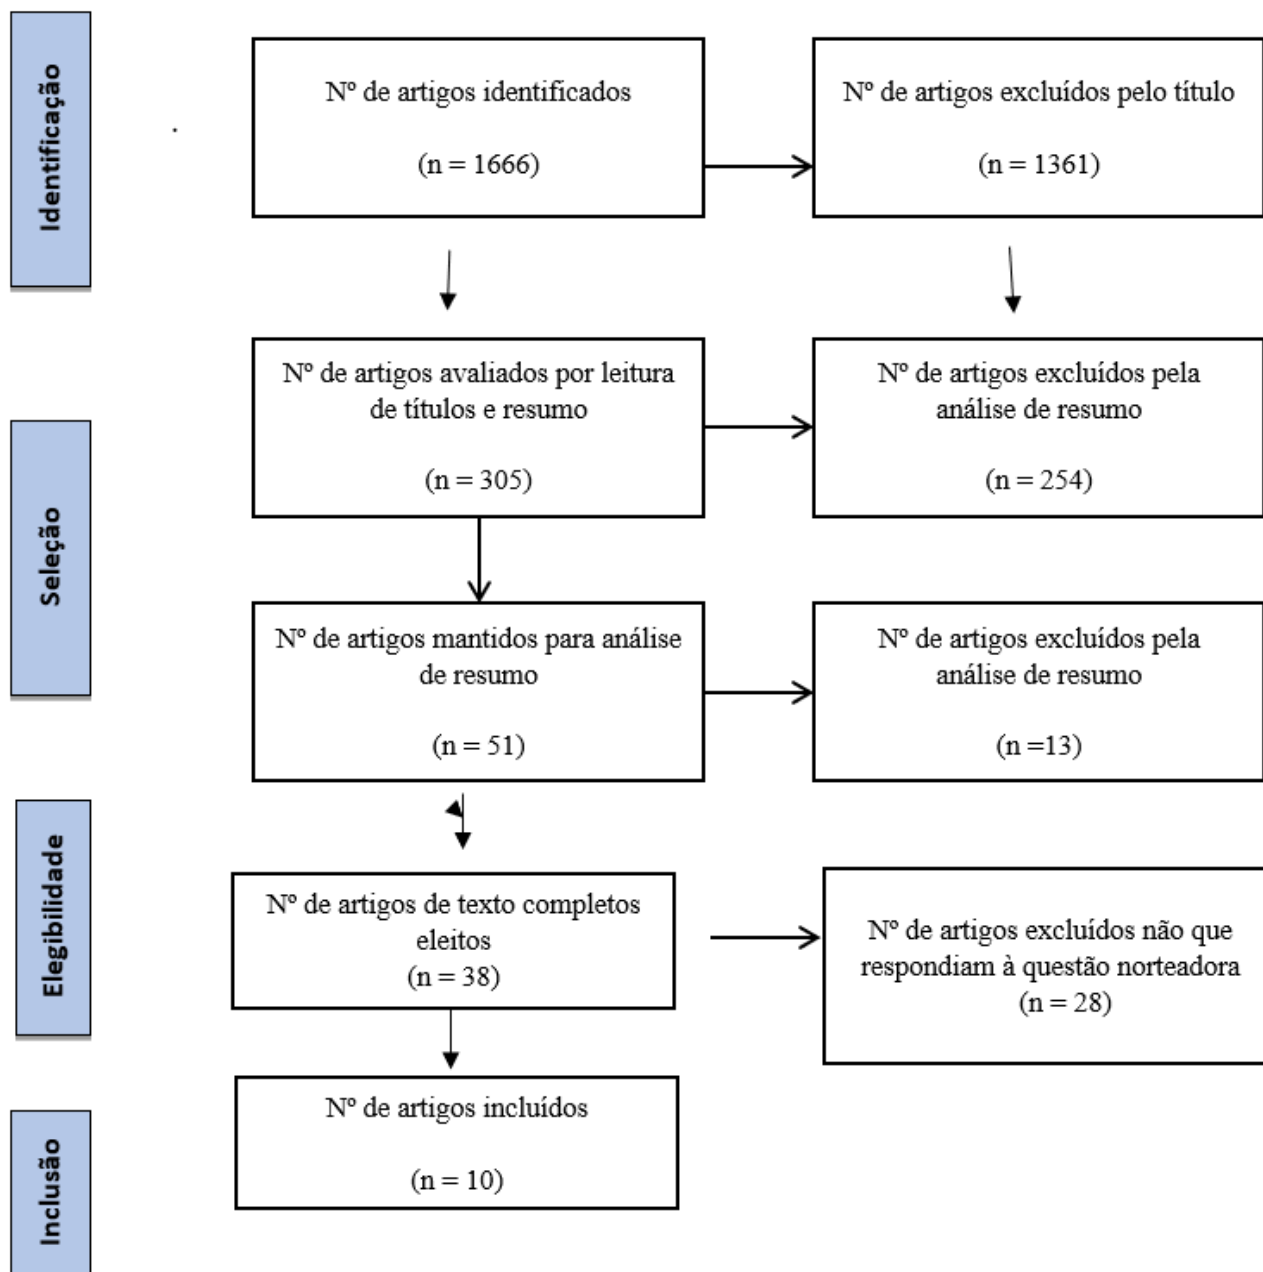 Identificação
Nº de artigos identificados
(n = 1666)
Nº de artigos excluídos pelo título
(n = 1361)
Seleção
Nº de artigos avaliados por leitura
de títulos e resumo
(n = 305)
Nº de artigos excluídos pela
análise de resumo
(n = 254)
Nº de artigos mantidos para análise
de resumo
(n = 51)
Nº de artigos excluídos pela
análise de resumo
(n =13)
Elegibilidade
Nº de artigos de texto completos
eleitos
(n = 38)
Nº de artigos excluídos não que
respondiam à questão norteadora
(n = 28)
Inclusão
Nº de artigos incluídos
(n = 10)